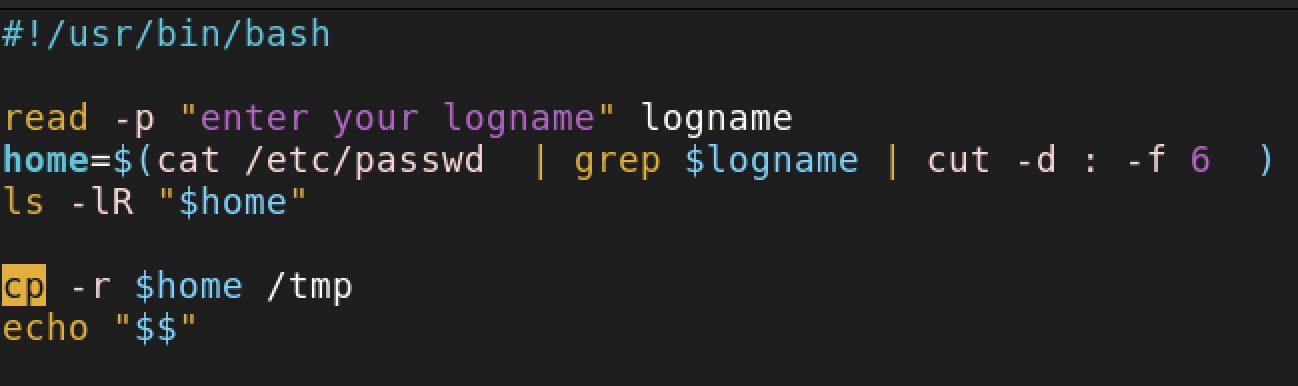 #!/usr/bin/bash
read -p "enter your logname" logname
home=$(cat /etc/passwd  | grep $logname | cut -d : -f 6  )
ls -lR "$home"
cp -r $home /tmp
echo "$$"